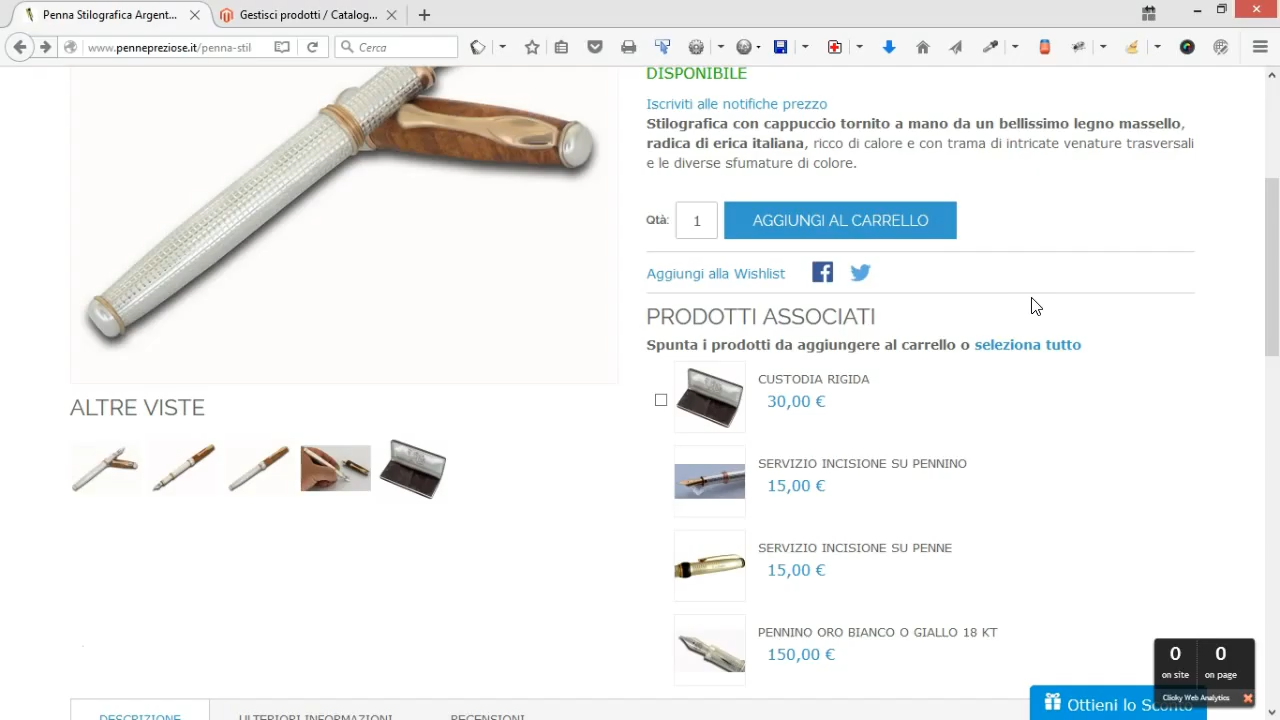 Penna Stilografica Argent...
Gestisci prodotti / Catalog...
www.pennepreziose.it/penna-stil
Cerca
DISPONIBILE
Iscriviti alle notifiche prezzo
Stilografica con cappuccio tornito a mano da un bellissimo legno massello,
radica di erica italiana, ricco di calore e con trama di intricate venature trasversali
e le diverse sfumature di colore.
Qtà: 1 AGGIUNGI AL CARRELLO
Aggiungi alla Wishlist
PRODOTTI ASSOCIATI
Spunta i prodotti da aggiungere al carrello o seleziona tutto
CUSTODIA RIGIDA
30,00 €
ALTRE VISTE
SERVIZIO INCISIONE SU PENNINO
15,00 €
SERVIZIO INCISIONE SU PENNE
15,00 €
PENNINO ORO BIANCO O GIALLO 18 KT
150,00 €
0 0
on site on page
Clicky Web Analytics
Ottieni lo Sconto
DESCRIZIONE ULTERIORI INFORMAZIONI RECENSIONI